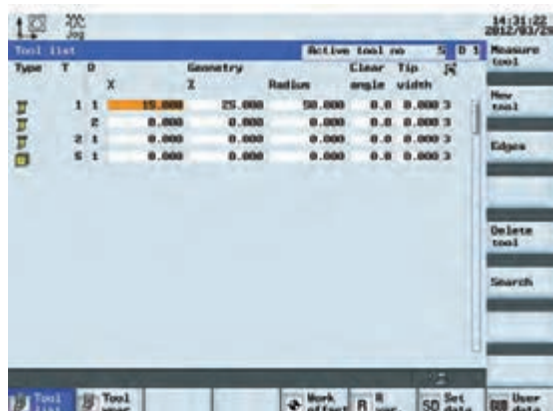 14:31:22
2012/03/29
Jog
Tool list Active tool no 5 D 1
Measure tool
Type T D Geometry Clear Tip
X Z Radius angle width
1 1 15.000 25.000 50.000 0.0 0.000 3
2 0.000 0.000 0.000 0.0 0.000 3
2 1 0.000 0.000 0.000 0.0 0.000 3
5 1 0.000 0.000 0.000 0.0 0.000 3
New tool
Edges
Delete tool
Search
Tool list
Tool wear
Work offset
R R var
SD Set data
GUD User data